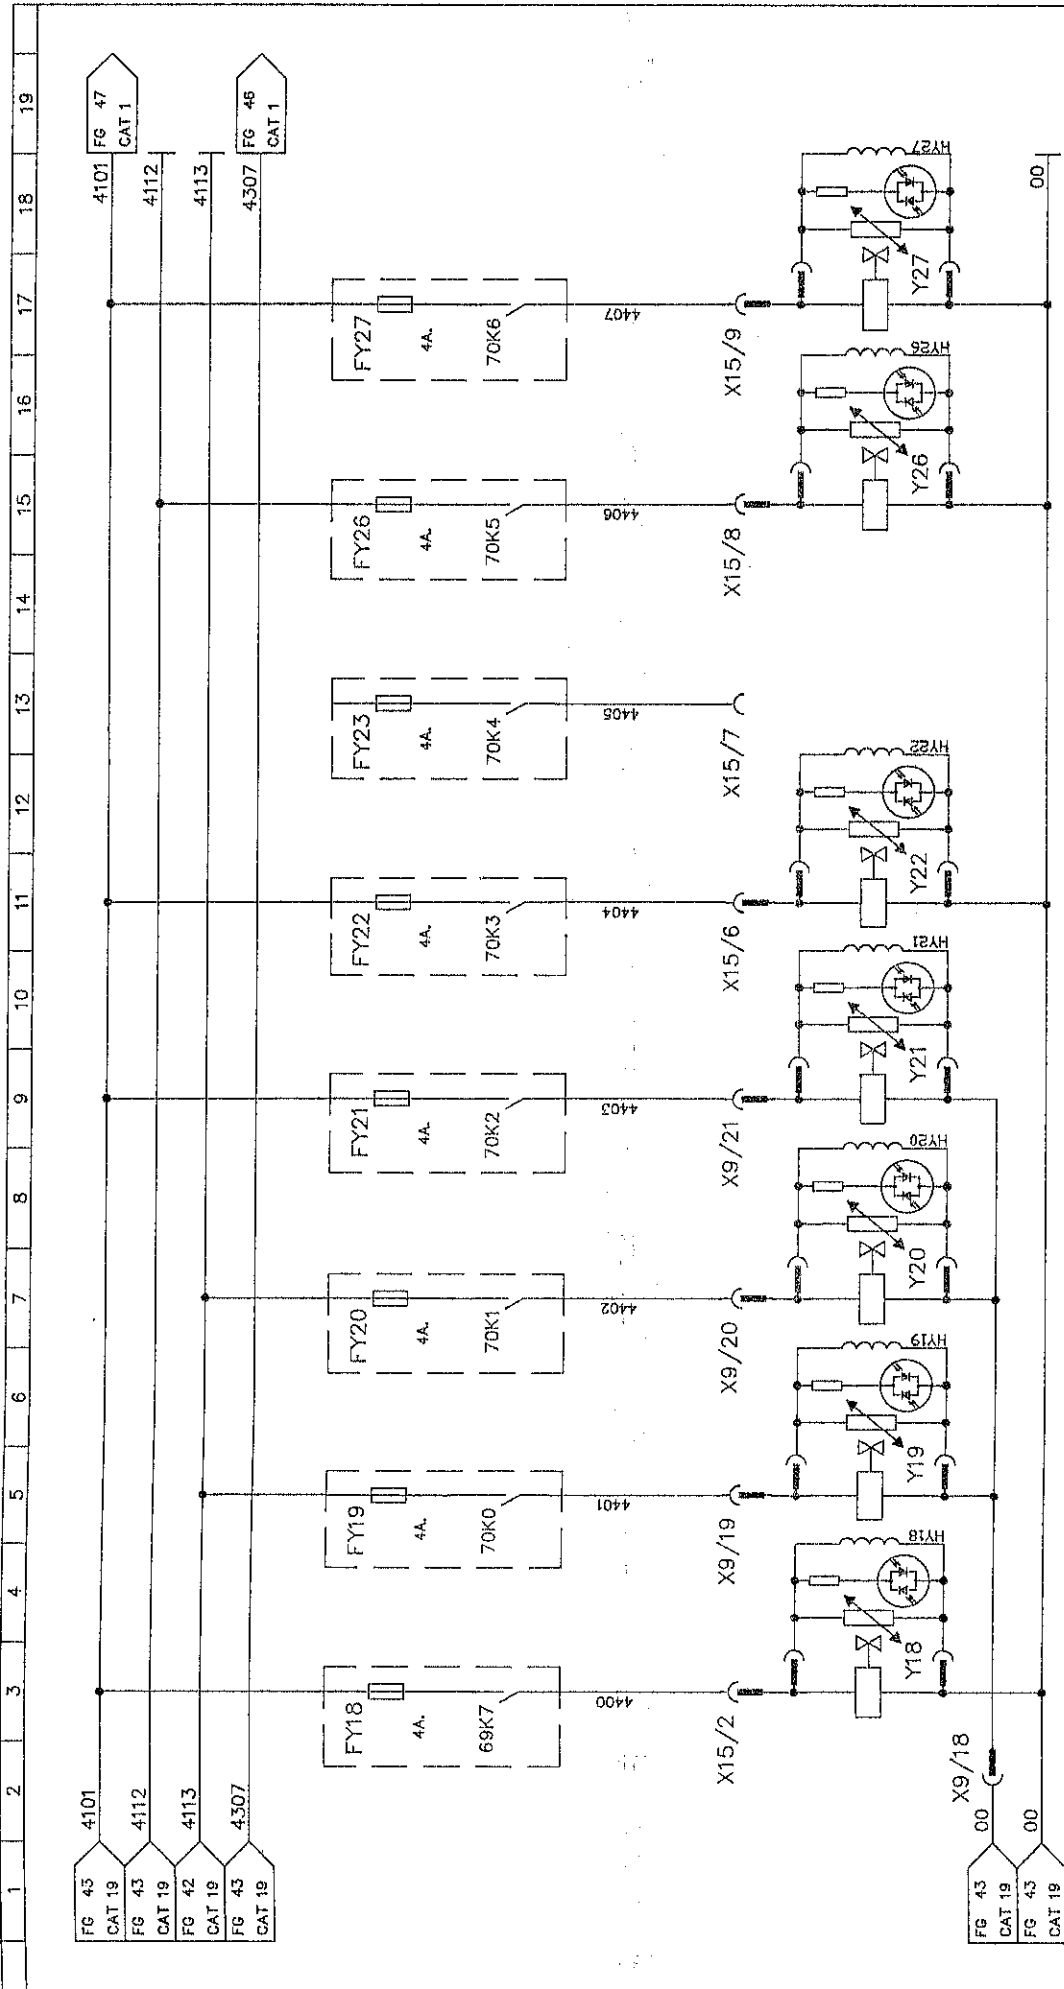 1 2 3 4 5 6 7 8 9 10 11 12 13 14 15 16 17 18 19
FG 43
CAT 19
4101
FG 43
CAT 19
4112
FG 42
CAT 19
4113
FG 43
CAT 19
4307
4101
FG 47
CAT 1
4112
4113
4307
FG 46
CAT 1
FY18
4A.
69K7
4400
X15/2
Y18
HY18
FY19
4A.
70K0
4401
X9/19
Y19
HY19
FY20
4A.
70K1
4402
X9/20
Y20
HY20
FY21
4A.
70K2
4403
X9/21
Y21
HY21
FY22
4A.
70K3
4404
X15/6
Y22
HY22
FY23
4A.
70K4
4405
X15/7
FY26
4A.
70K5
4406
X15/8
Y26
HY26
FY27
4A.
70K6
4407
X15/9
Y27
HY27
X9/18
FG 43
CAT 19
00
FG 43
CAT 19
00
00